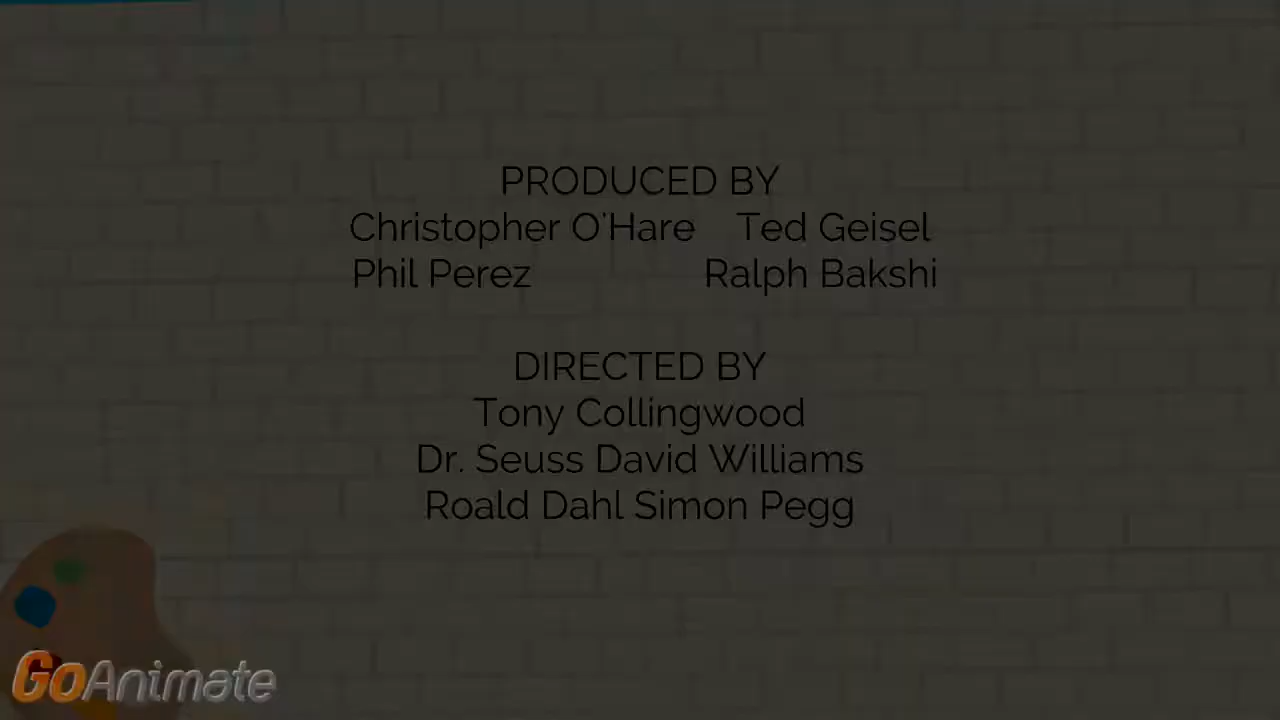 PRODUCED BY
Christopher O'Hare Ted Geisel
Phil Perez Ralph Bakshi
DIRECTED BY
Tony Collingwood
Dr. Seuss David Williams
Roald Dahl Simon Pegg
GoAnimate